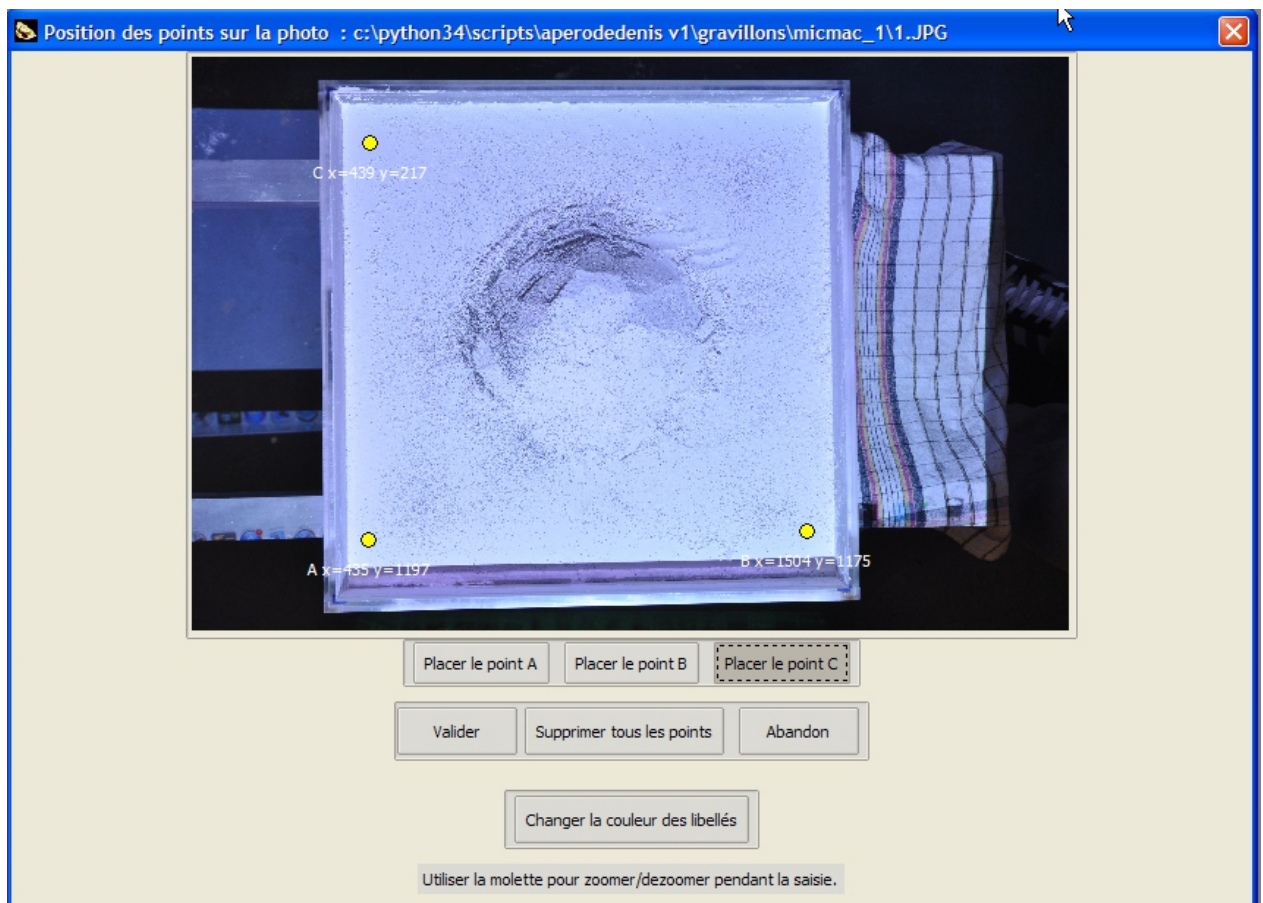 Position des points sur la photo : c:\python34\scripts\aperodedenis v1\gravillons\micmac_1\1.JPG
C x=439 y=217
B x=1504 y=1175
A x=435 y=1197
Placer le point A
Placer le point B
Placer le point C
Valider
Supprimer tous les points
Abandon
Changer la couleur des libellés
Utiliser la molette pour zoomer/dezoomer pendant la saisie.